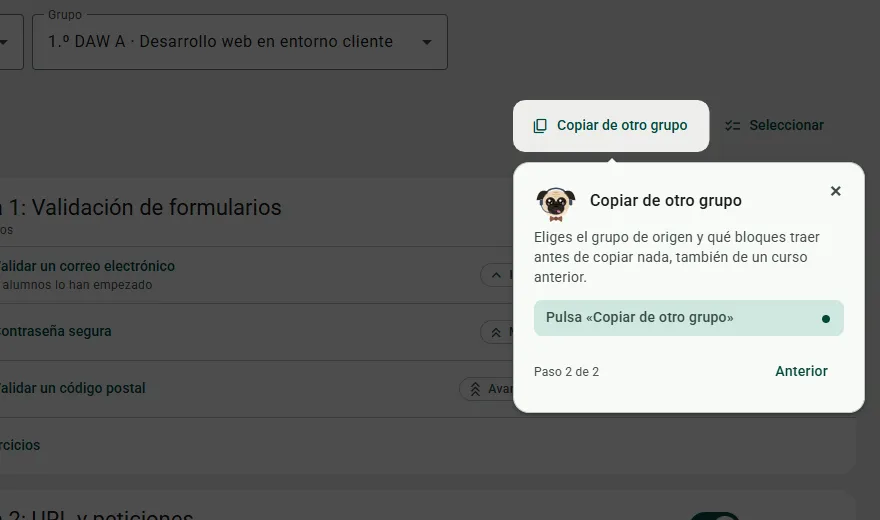 Grupo
1.º DAW A · Desarrollo web en entorno cliente
Copiar de otro grupo
Seleccionar
1: Validación de formularios
Copiar de otro grupo
Eliges el grupo de origen y qué bloques traer
antes de copiar nada, también de un curso
anterior.
Pulsa «Copiar de otro grupo»
Paso 2 de 2
Anterior
alidar un correo electrónico
alumnos lo han empezado
ontraseña segura
alidar un código postal
Avan
rcicios
2: URL y peticiones